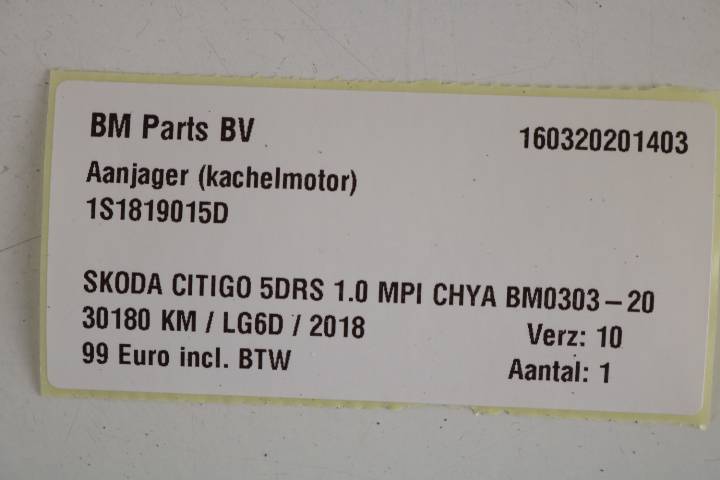 BM Parts BV 160320201403
Aanjager (kachelmotor)
1S1819015D
SKODA CITIGO 5DRS 1.0 MPI CHYA BM0303-20
30180 KM / LG6D / 2018 Verz: 10
99 Euro incl. BTW Aantal: 1